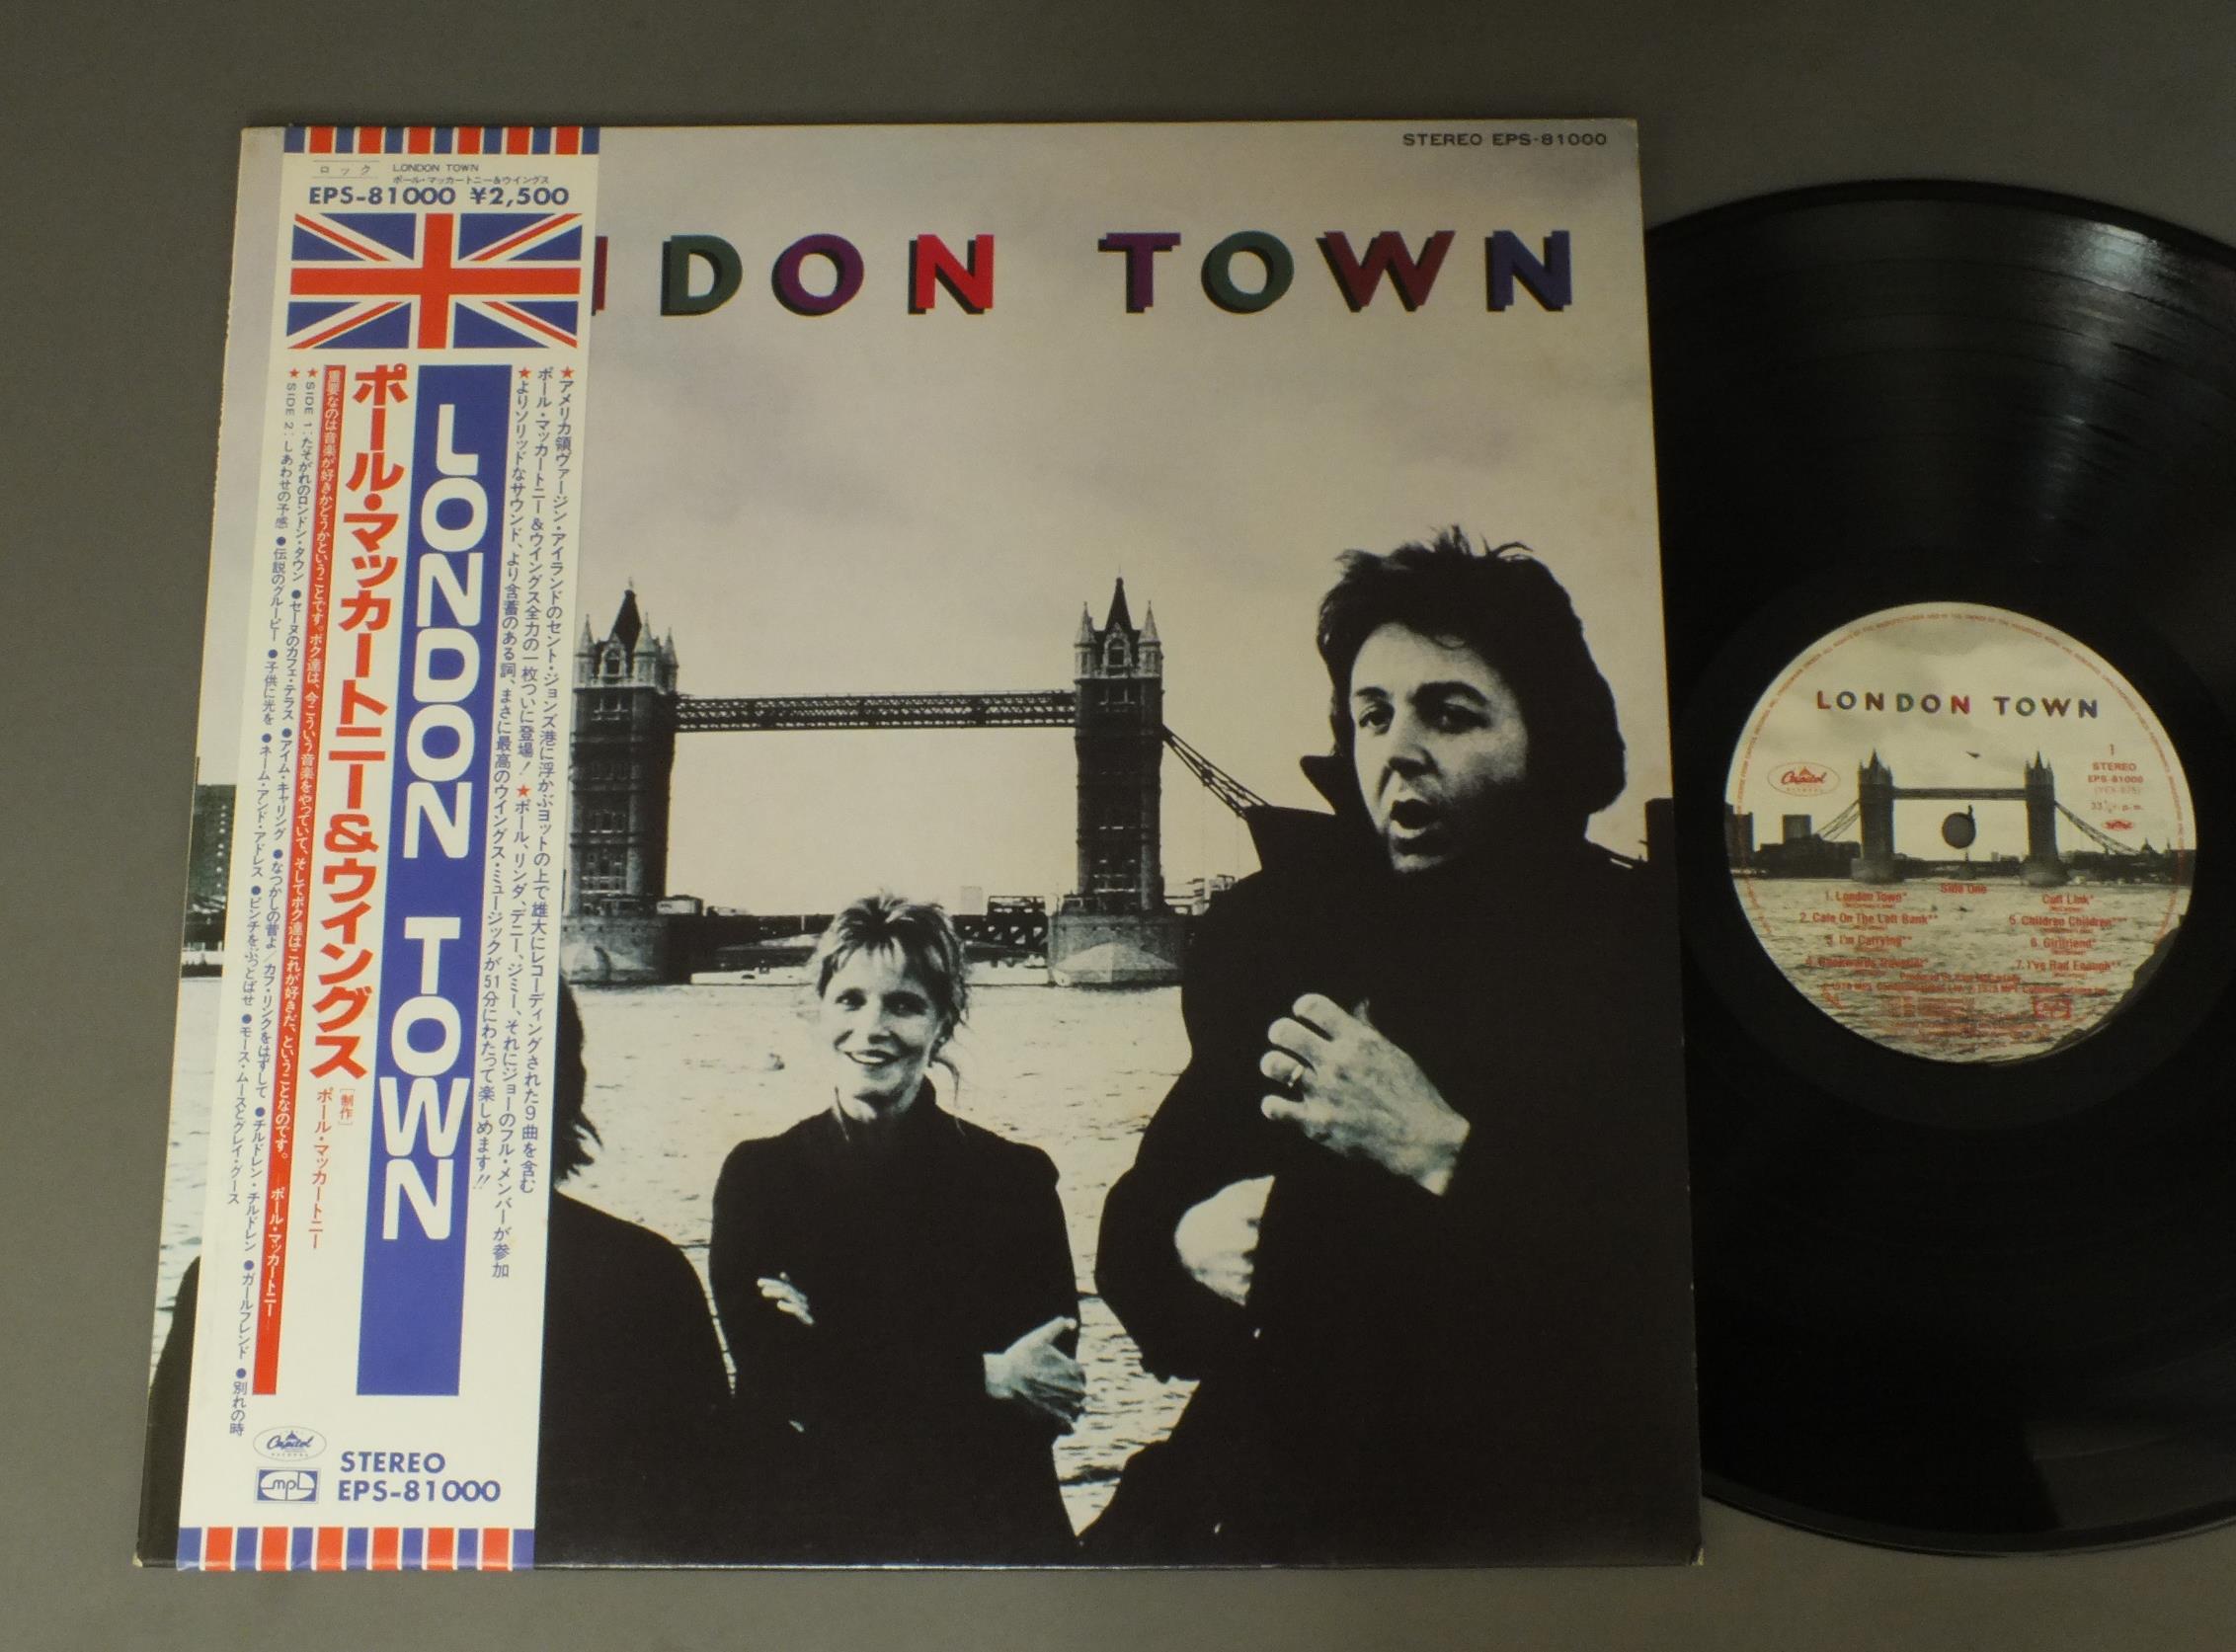 STEREO EPS-81000
ロック
LONDON TOWN
ポール・マッカートニー&ウイングス
EPS-81000 ¥2,500
DON TOWN
★アメリカ領ヴァージン・アイランドのセント・ジョンズ港に浮かぶヨットの上で雄大にレコーディングされた9曲を含む
ポール・マッカートニー&ウイングス全力の一枚ついに登場! ★ポール、リンダ、デニー、ジミー、それにジョーのフル・メンバーが参加
★よりソリッドなサウンド、より含蓄のある詞、まさに最高のウイングス・ミュージックが51分にわたって楽しめます!!
LONDON TOWN
ポール・マッカートニー&ウイングス
[制作]
ポール・マッカートニー
重要なのは音楽が好きかどうかということです。ボク達は、今こういう音楽をやっていて、そしてボク達はこれが好きだ、ということなのです。 ポール・マッカートニー
★SIDE 1:たそがれのロンドン・タウン ●セーヌのカフェ・テラス ●アイム・キャリング ●なつかしの昔よ/カフ・リンクをはずして ●チルドレン・チルドレン ●ガールフレンド ●別れの時
★SIDE 2:しあわせの予感 ●伝説のグルーピー ●子供に光を ●ネーム・アンド・アドレス ●ピンチをぶっとばせ ●モース・ムースとグレイ・グース
Capitol
RECORDS
mpl
STEREO
EPS-81000
LONDON TOWN
Capitol
1
STEREO
EPS-81000
33 1/3 r.p.m.
Side One
1. London Town*
2. Cafe On The Left Bank**
3. I'm Carrying**
4. Backwards Traveller*
Cuff Link*
5. Children Children**
6. Girlfriend*
7. I've Had Enough**